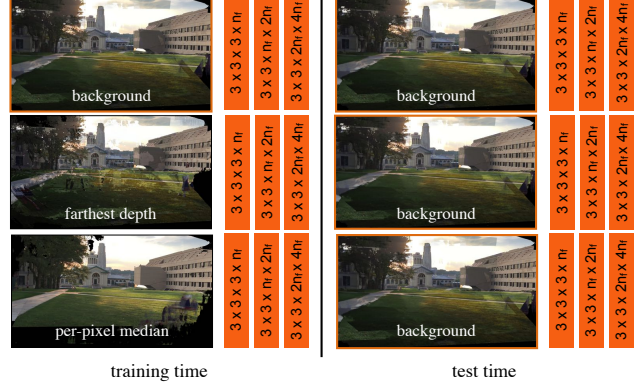 background
3 x 3 x 3 x nf
3 x 3 x nf x 2nf
3 x 3 x 2nf x 4nf
background
3 x 3 x 3 x nf
3 x 3 x nf x 2nf
3 x 3 x 2nf x 4nf
farthest depth
3 x 3 x 3 x nf
3 x 3 x nf x 2nf
3 x 3 x 2nf x 4nf
background
3 x 3 x 3 x nf
3 x 3 x nf x 2nf
3 x 3 x 2nf x 4nf
per-pixel median
3 x 3 x 3 x nf
3 x 3 x nf x 2nf
3 x 3 x 2nf x 4nf
background
3 x 3 x 3 x nf
3 x 3 x nf x 2nf
3 x 3 x 2nf x 4nf
training time
test time